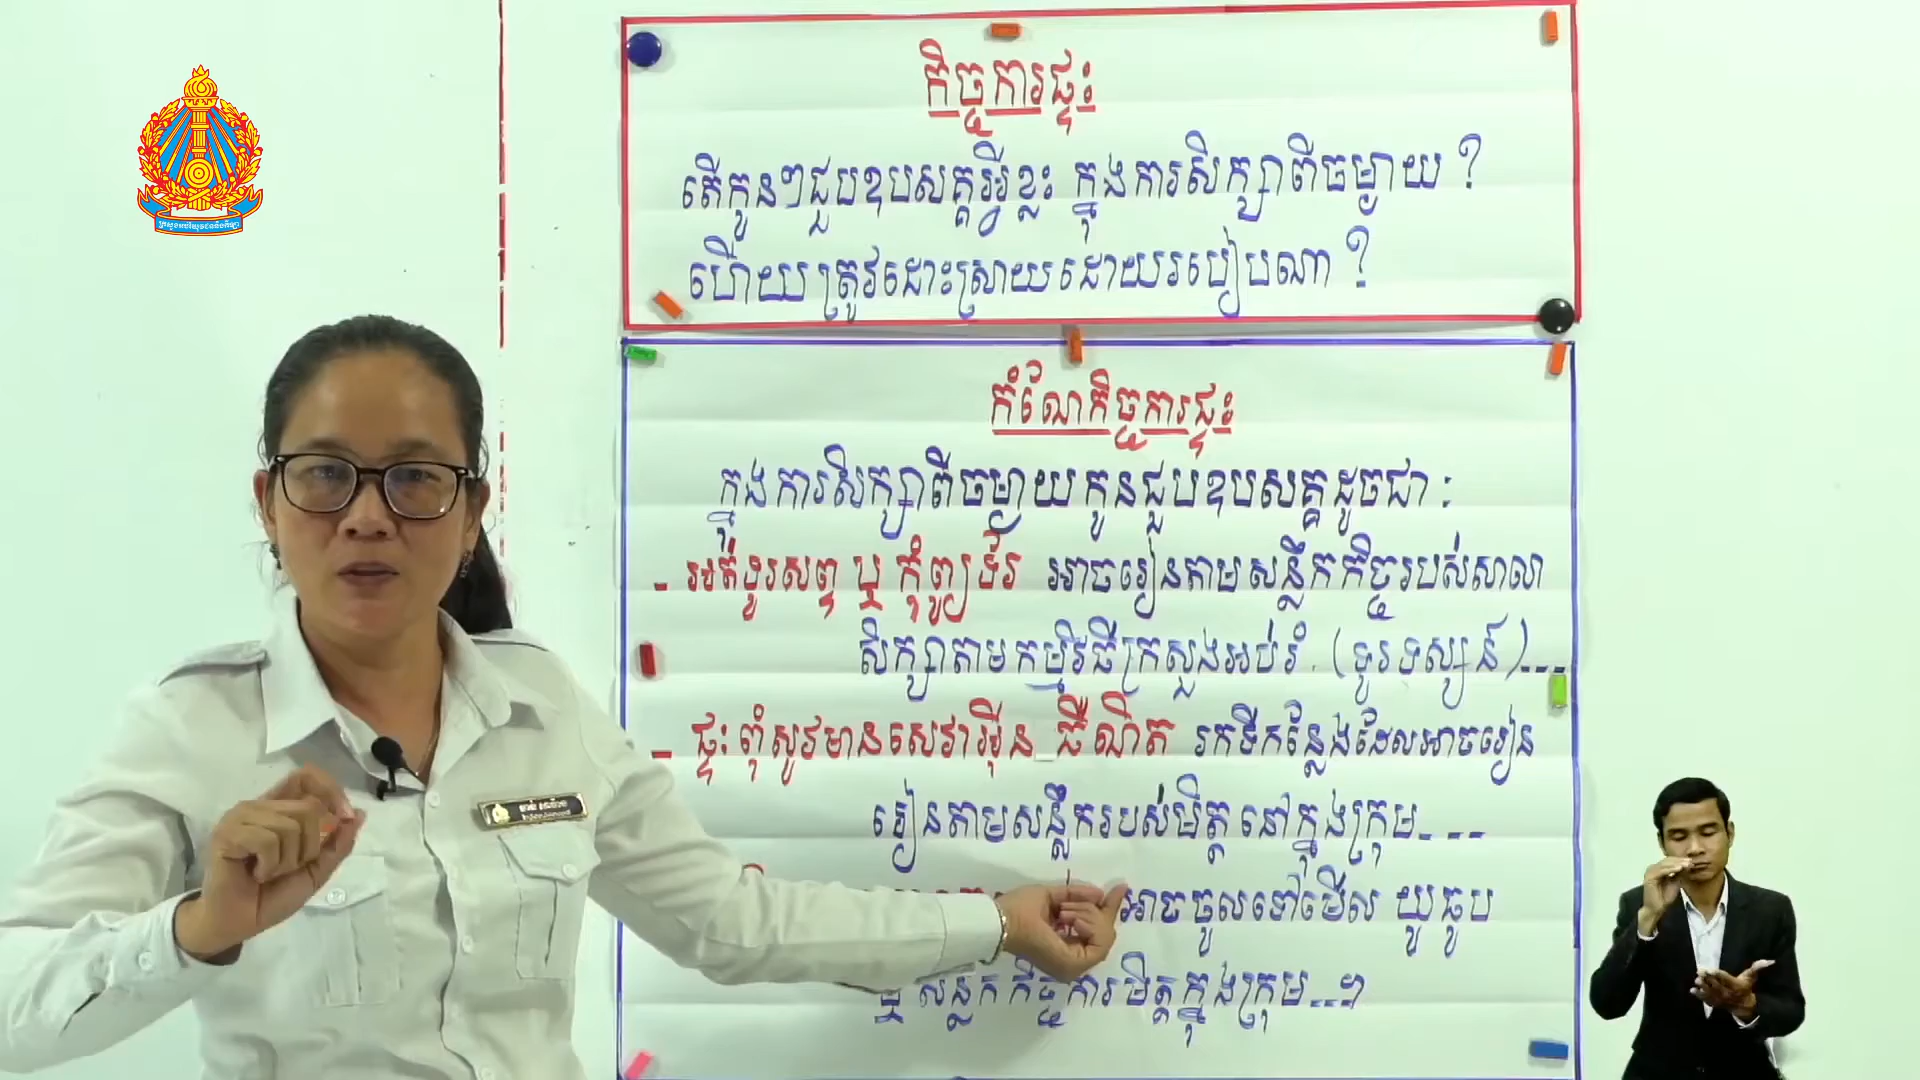 កិច្ចការផ្ទះ
តើកូនៗជួបឧបសគ្គអ្វីខ្លះ ក្នុងការសិក្សាពីចម្ងាយ ?
ហើយត្រូវដោះស្រាយដោយរបៀបណា ?
កំណែកិច្ចការផ្ទះ
ក្នុងការសិក្សាពីចម្ងាយកូនជួបឧបសគ្គដូចជា :
- អត់ទូរសព្ទ ឬ កុំព្យូទ័រ អាចរៀនតាមសន្លឹកកិច្ចរបស់សាលា
សិក្សាតាមកម្មវិធីក្រសួងអប់រំ. (ទូរទស្សន៍)...
- ផ្ទះពុំសូវមានសេវាអ៊ីនធឺណិត រកទីកន្លែងដែលអាចរៀន
រៀនតាមសន្លឹករបស់មិត្តនៅក្នុងក្រុម....
អាចចូលទៅមើល យូធូប
ឬ សន្លឹកកិច្ចការមិត្តក្នុងក្រុម...។